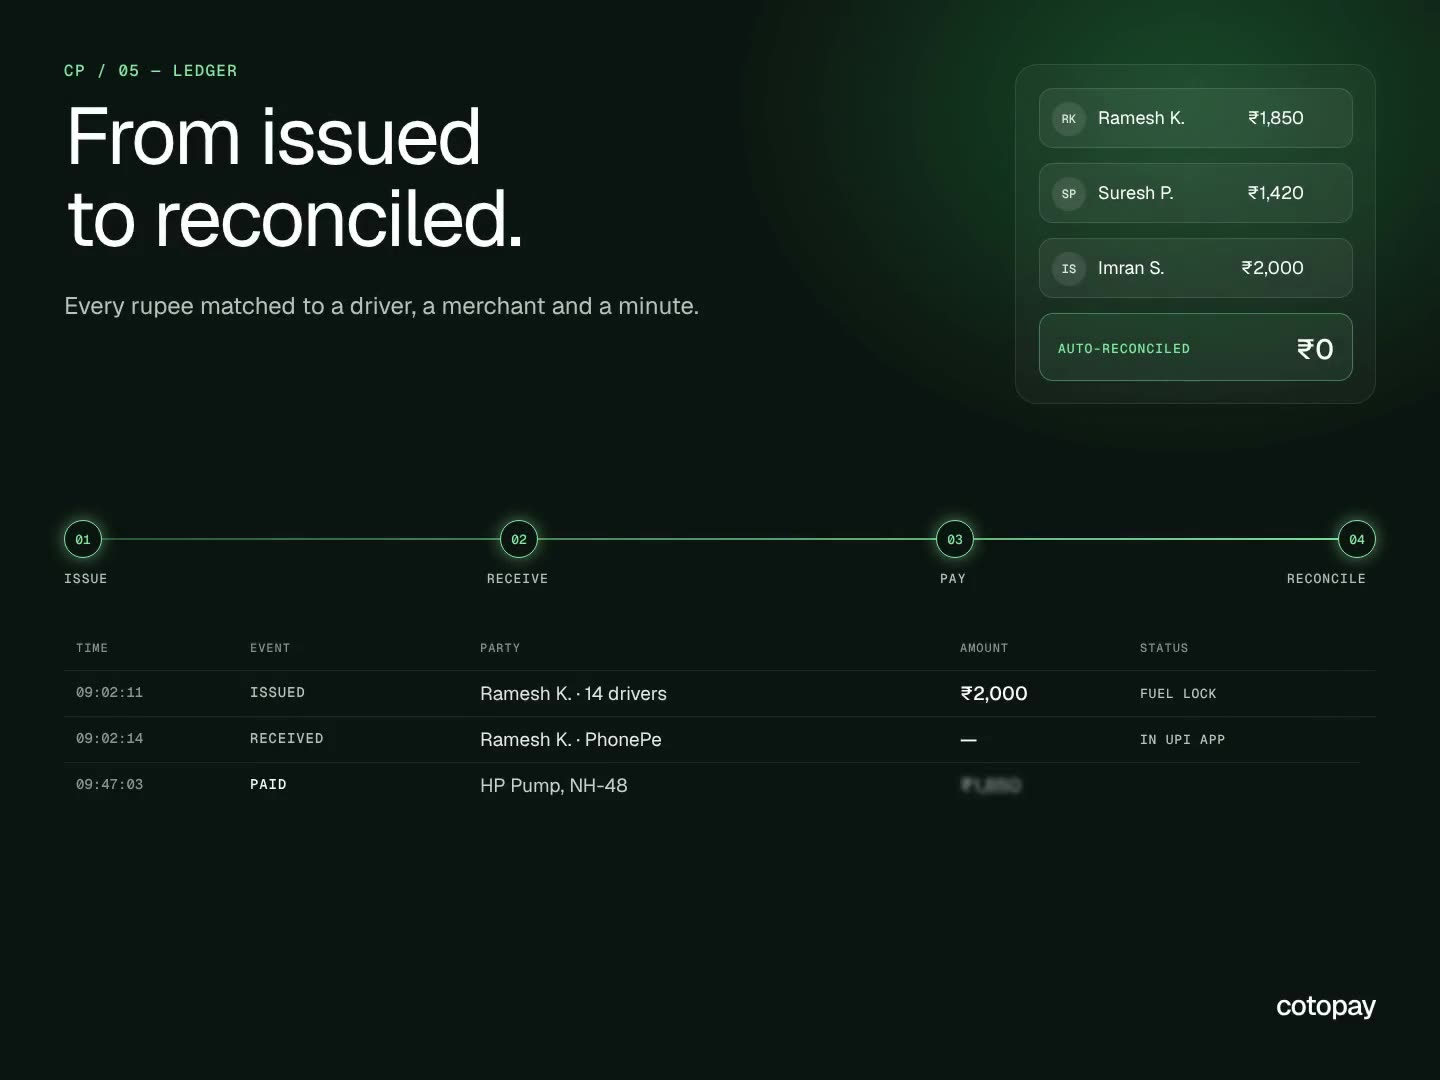 CP / 05 — LEDGER
From issued
to reconciled.
Every rupee matched to a driver, a merchant and a minute.
RK Ramesh K. ₹1,850
SP Suresh P. ₹1,420
IS Imran S. ₹2,000
AUTO-RECONCILED ₹0
01 02 03 04
ISSUE RECEIVE PAY RECONCILE
TIME EVENT PARTY AMOUNT STATUS
09:02:11 ISSUED Ramesh K. · 14 drivers ₹2,000 FUEL LOCK
09:02:14 RECEIVED Ramesh K. · PhonePe — IN UPI APP
09:47:03 PAID HP Pump, NH-48
cotopay